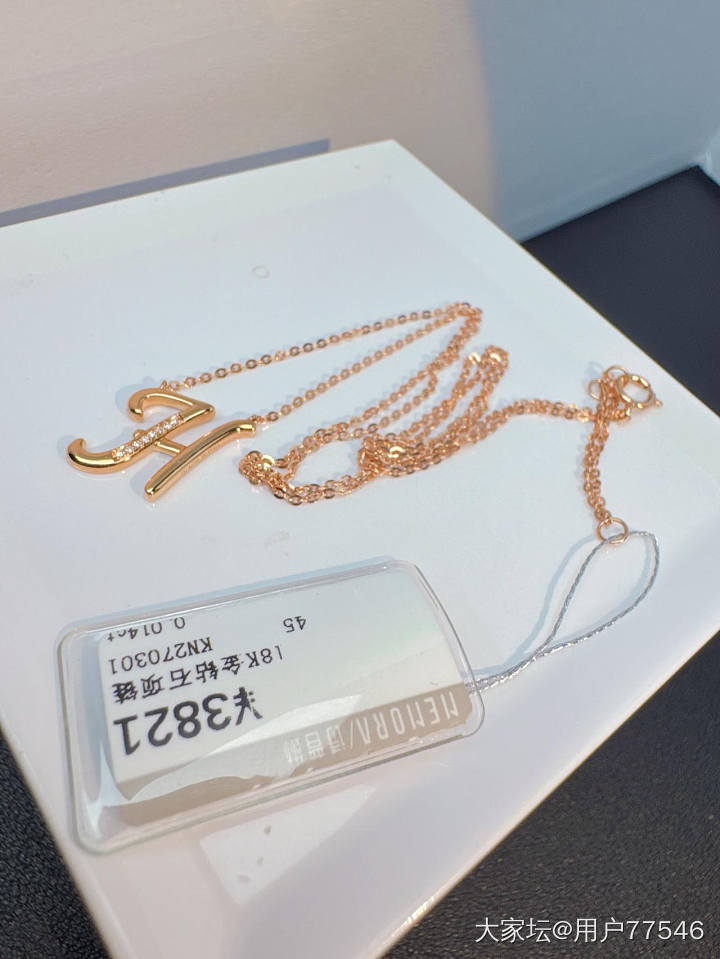 MEMORA/诗普琳
¥3821
18K金钻石项链
KN270301
45
0.014ct
大家坛@用户77546